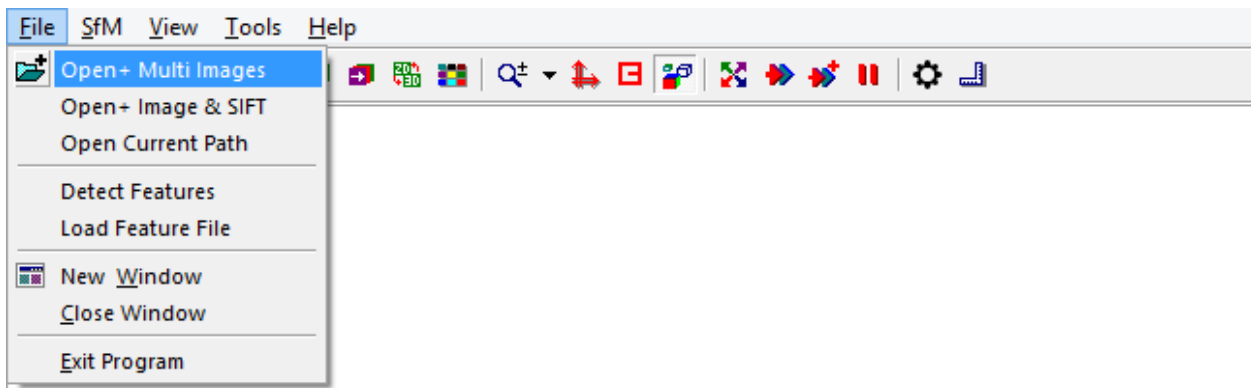 File SfM View Tools Help
Open+ Multi Images
Open+ Image & SIFT
Open Current Path
Detect Features
Load Feature File
New Window
Close Window
Exit Program